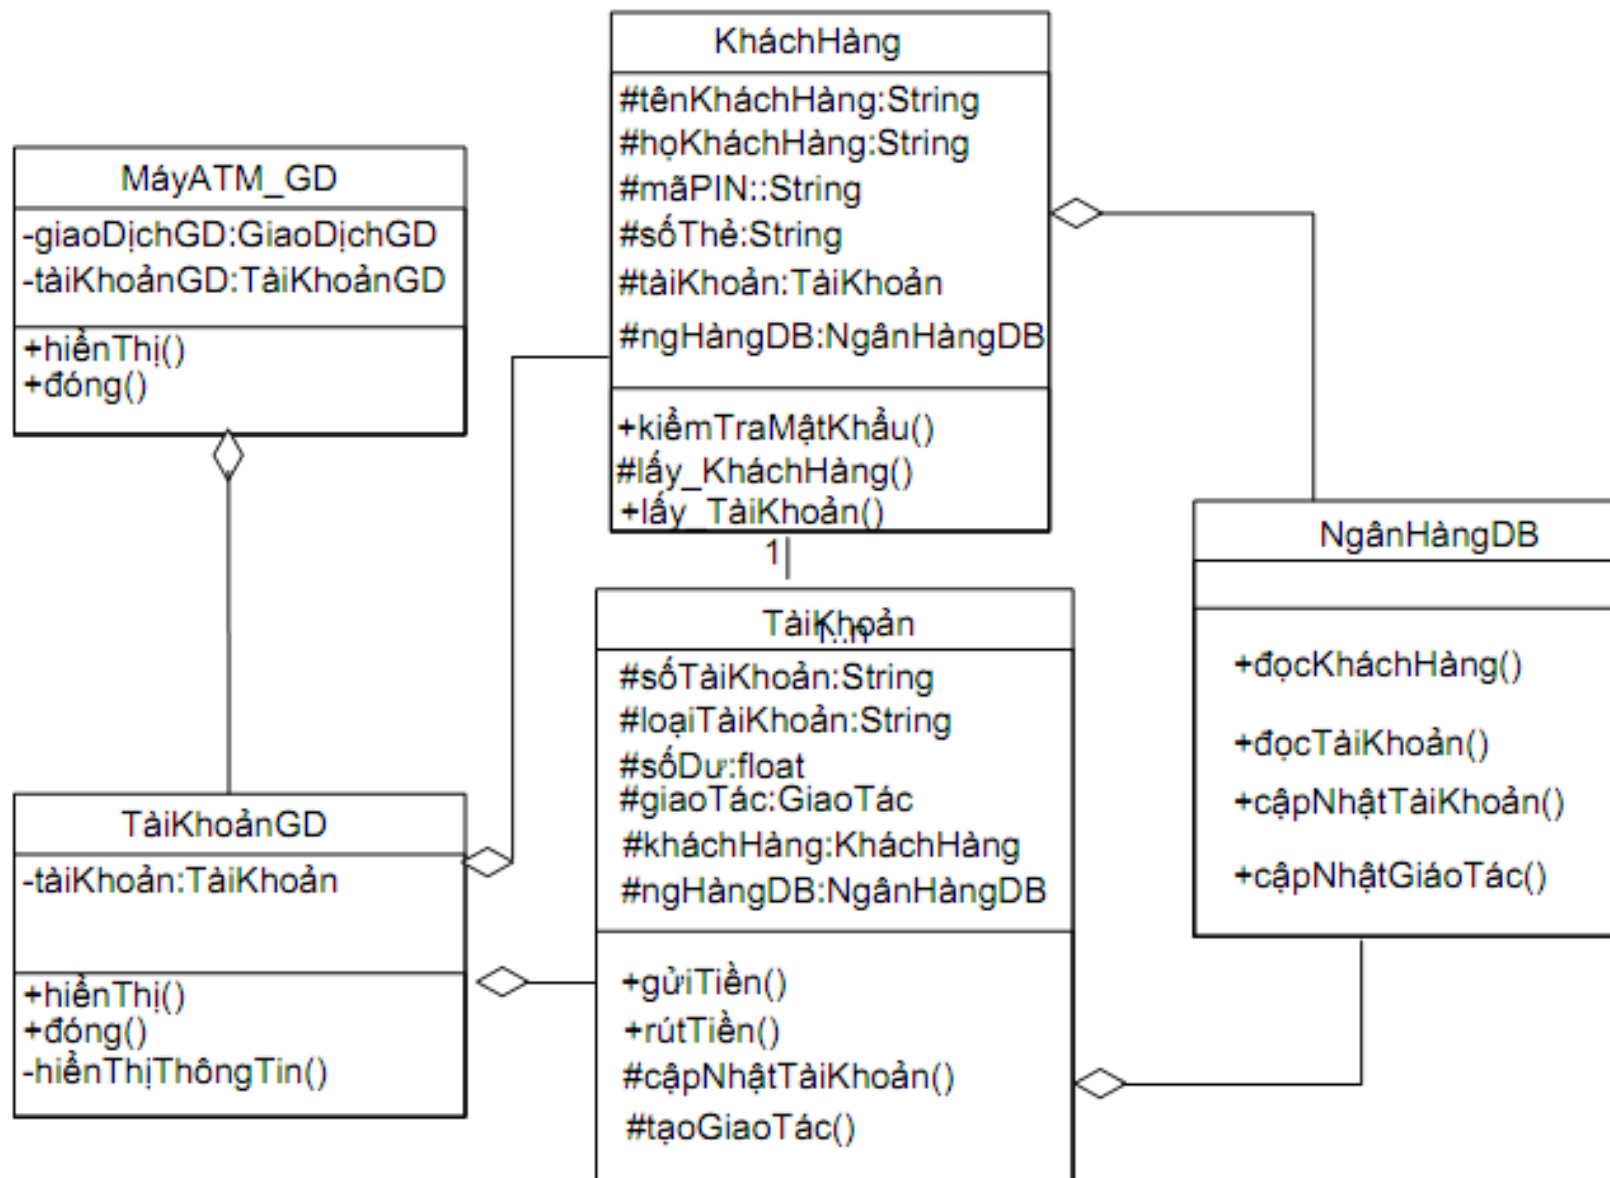 KháchHàng
#tênKháchHàng:String
#họKháchHàng:String
#mãPIN::String
#sốThẻ:String
#tàiKhoản:TàiKhoản
#ngHàngDB:NgânHàngDB
+kiểmTraMậtKhẩu()
#lấy_KháchHàng()
+lấy_TàiKhoản()
1
MáyATM_GD
-giaoDịchGD:GiaoDịchGD
-tàiKhoảnGD:TàiKhoảnGD
+hiểnThị()
+đóng()
TàiKhoảnGD
-tàiKhoản:TàiKhoản
+hiểnThị()
+đóng()
-hiểnThịThôngTin()
TàiKhoản
1..n
#sốTàiKhoản:String
#loạiTàiKhoản:String
#sốDư:float
#giaoTác:GiaoTác
#kháchHàng:KháchHàng
#ngHàngDB:NgânHàngDB
+gửiTiền()
+rútTiền()
#cậpNhậtTàiKhoản()
#tạoGiaoTác()
NgânHàngDB
+đọcKháchHàng()
+đọcTàiKhoản()
+cậpNhậtTàiKhoản()
+cậpNhậtGiáoTác()